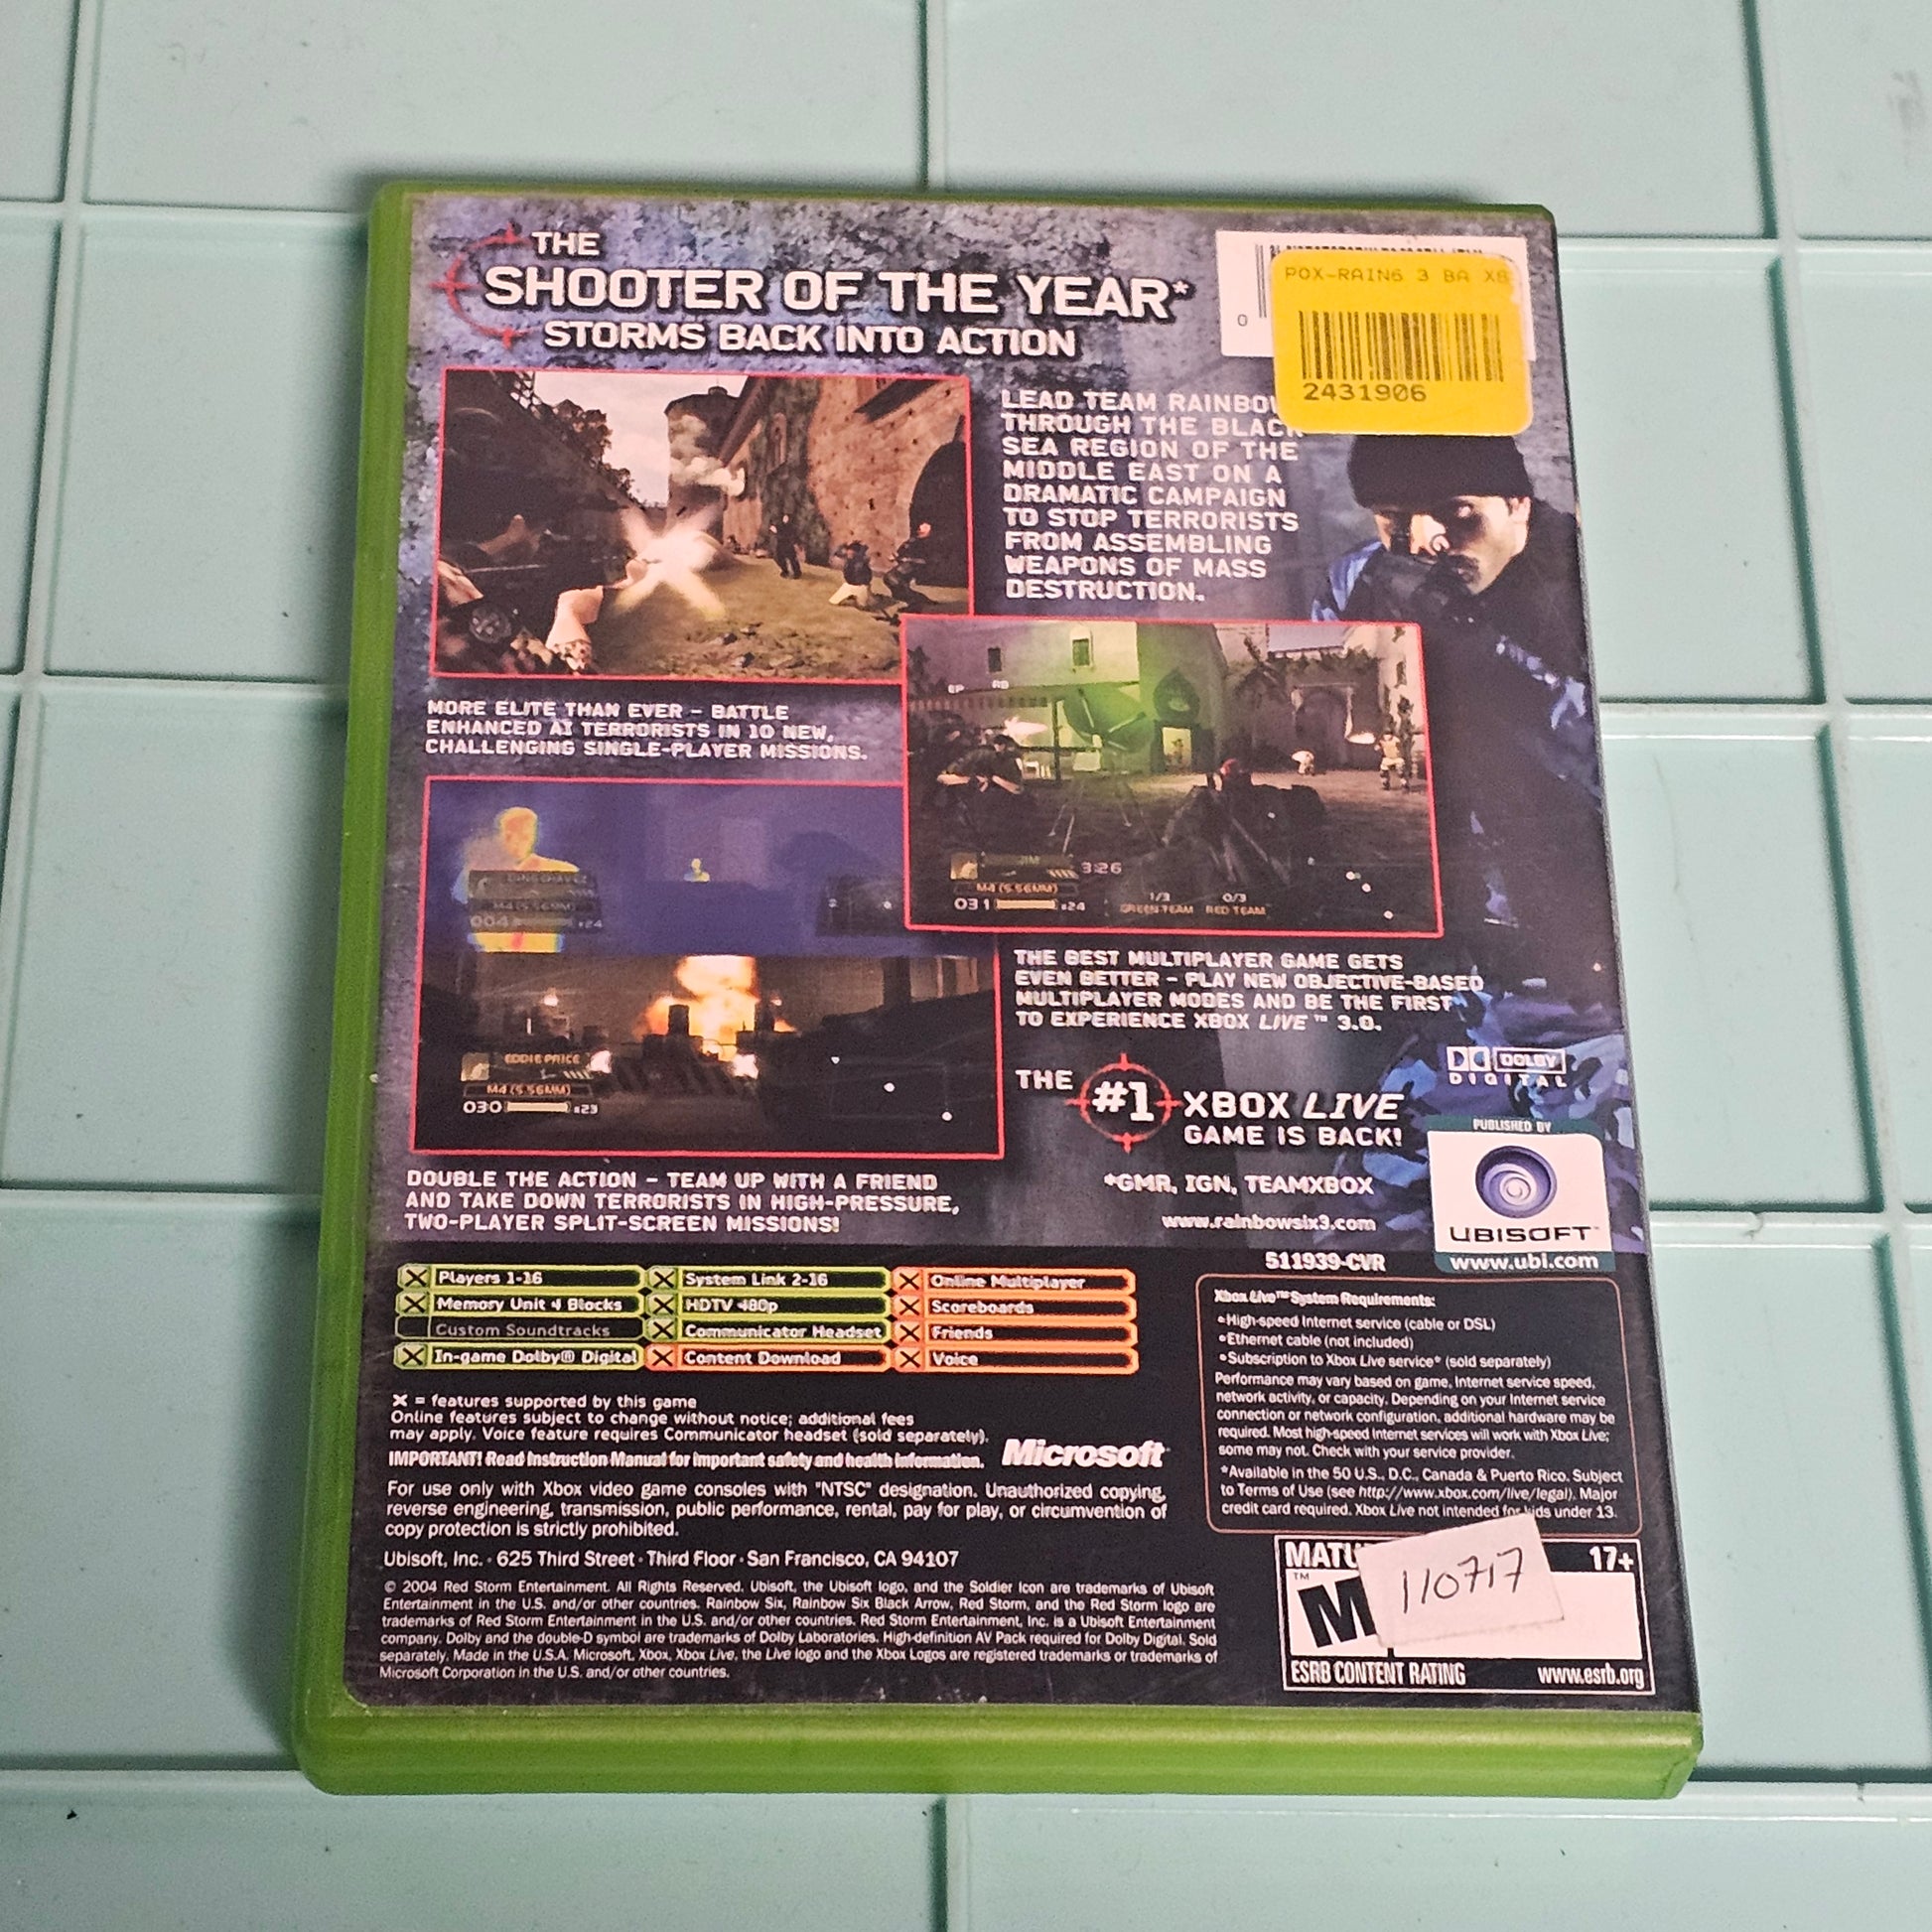 THE
SHOOTER OF THE YEAR*
STORMS BACK INTO ACTION
0
POX-RAIN6 3 BA XB
2431906
LEAD TEAM RAINBOW
THROUGH THE BLACK
SEA REGION OF THE
MIDDLE EAST ON A
DRAMATIC CAMPAIGN
TO STOP TERRORISTS
FROM ASSEMBLING
WEAPONS OF MASS
DESTRUCTION.
MORE ELITE THAN EVER – BATTLE
ENHANCED AI TERRORISTS IN 10 NEW,
CHALLENGING SINGLE-PLAYER MISSIONS.
EP RB
JIM
3:26
M4 (5.56MM)
031 x24
1/3 0/3
GREEN TEAM RED TEAM
DING CHAVEZ
M4 (5.56MM)
004 x24
EDDIE PRICE
M4 (5.56MM)
030 x23
THE BEST MULTIPLAYER GAME GETS
EVEN BETTER – PLAY NEW OBJECTIVE-BASED
MULTIPLAYER MODES AND BE THE FIRST
TO EXPERIENCE XBOX LIVE™ 3.0.
DOLBY
DIGITAL
THE #1 XBOX LIVE
GAME IS BACK!
*GMR, IGN, TEAMXBOX
www.rainbowsix3.com
PUBLISHED BY
UBISOFT™
www.ubi.com
DOUBLE THE ACTION – TEAM UP WITH A FRIEND
AND TAKE DOWN TERRORISTS IN HIGH-PRESSURE,
TWO-PLAYER SPLIT-SCREEN MISSIONS!
511939-CVR
X Players 1-16 X System Link 2-16 X Online Multiplayer
X Memory Unit 4 Blocks X HDTV 480p X Scoreboards
Custom Soundtracks X Communicator Headset X Friends
X In-game Dolby® Digital X Content Download X Voice
X = features supported by this game
Online features subject to change without notice; additional fees
may apply. Voice feature requires Communicator headset (sold separately).
IMPORTANT! Read Instruction Manual for important safety and health information.
Microsoft
For use only with Xbox video game consoles with "NTSC" designation. Unauthorized copying,
reverse engineering, transmission, public performance, rental, pay for play, or circumvention of
copy protection is strictly prohibited.
Ubisoft, Inc. · 625 Third Street · Third Floor · San Francisco, CA 94107
© 2004 Red Storm Entertainment. All Rights Reserved. Ubisoft, the Ubisoft logo, and the Soldier Icon are trademarks of Ubisoft
Entertainment in the U.S. and/or other countries. Rainbow Six, Rainbow Six Black Arrow, Red Storm, and the Red Storm logo are
trademarks of Red Storm Entertainment in the U.S. and/or other countries. Red Storm Entertainment, Inc. is a Ubisoft Entertainment
company. Dolby and the double-D symbol are trademarks of Dolby Laboratories. High-definition AV Pack required for Dolby Digital. Sold
separately. Made in the U.S.A. Microsoft, Xbox, Xbox Live, the Live logo and the Xbox Logos are registered trademarks or trademarks of
Microsoft Corporation in the U.S. and/or other countries.
Xbox Live™ System Requirements:
• High-speed Internet service (cable or DSL)
• Ethernet cable (not included)
• Subscription to Xbox Live service* (sold separately)
Performance may vary based on game, Internet service speed,
network activity, or capacity. Depending on your Internet service
connection or network configuration, additional hardware may be
required. Most high-speed Internet services will work with Xbox Live;
some may not. Check with your service provider.
*Available in the 50 U.S., D.C., Canada & Puerto Rico. Subject
to Terms of Use (see http://www.xbox.com/live/legal). Major
credit card required. Xbox Live not intended for kids under 13.
MATU 17+
™
M
110717
ESRB CONTENT RATING www.esrb.org